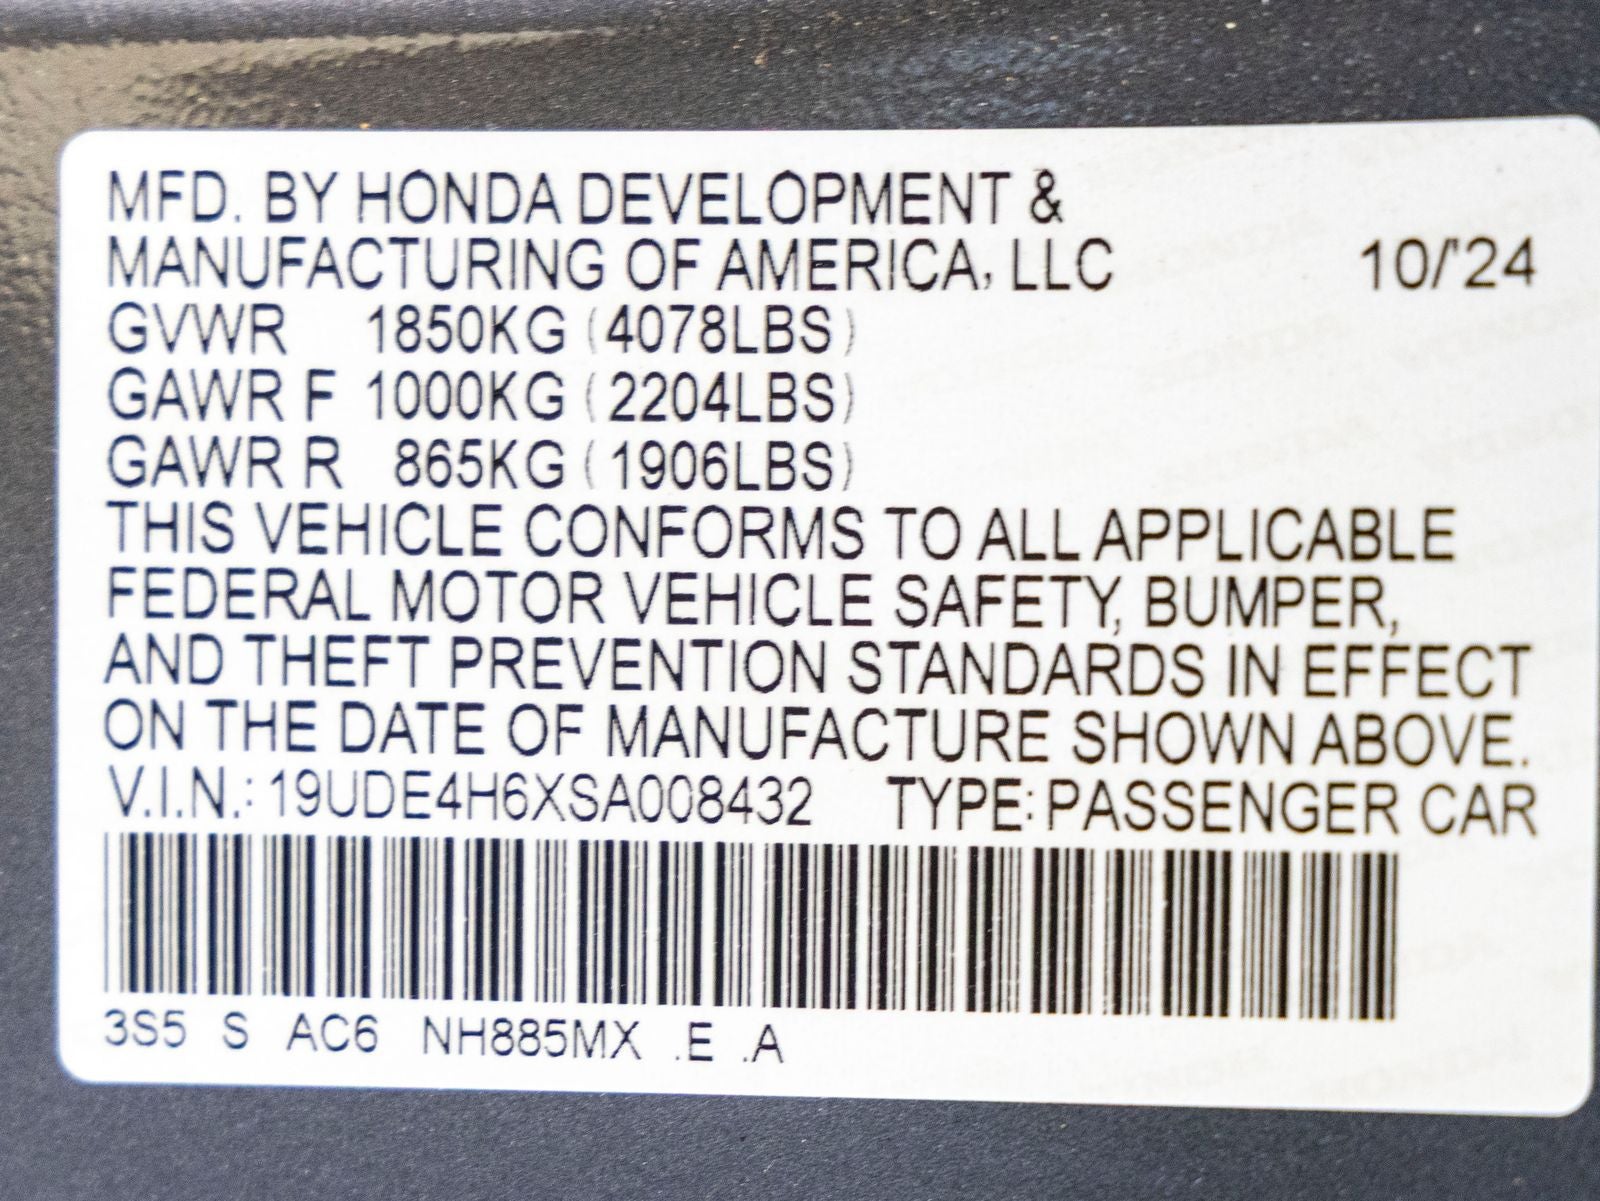 MFD. BY HONDA DEVELOPMENT &
MANUFACTURING OF AMERICA, LLC 10/'24
GVWR 1850KG (4078LBS)
GAWR F 1000KG (2204LBS)
GAWR R 865KG (1906LBS)
THIS VEHICLE CONFORMS TO ALL APPLICABLE
FEDERAL MOTOR VEHICLE SAFETY, BUMPER,
AND THEFT PREVENTION STANDARDS IN EFFECT
ON THE DATE OF MANUFACTURE SHOWN ABOVE.
V.I.N.: 19UDE4H6XSA008432 TYPE: PASSENGER CAR
3S5 S AC6 NH885MX .E .A